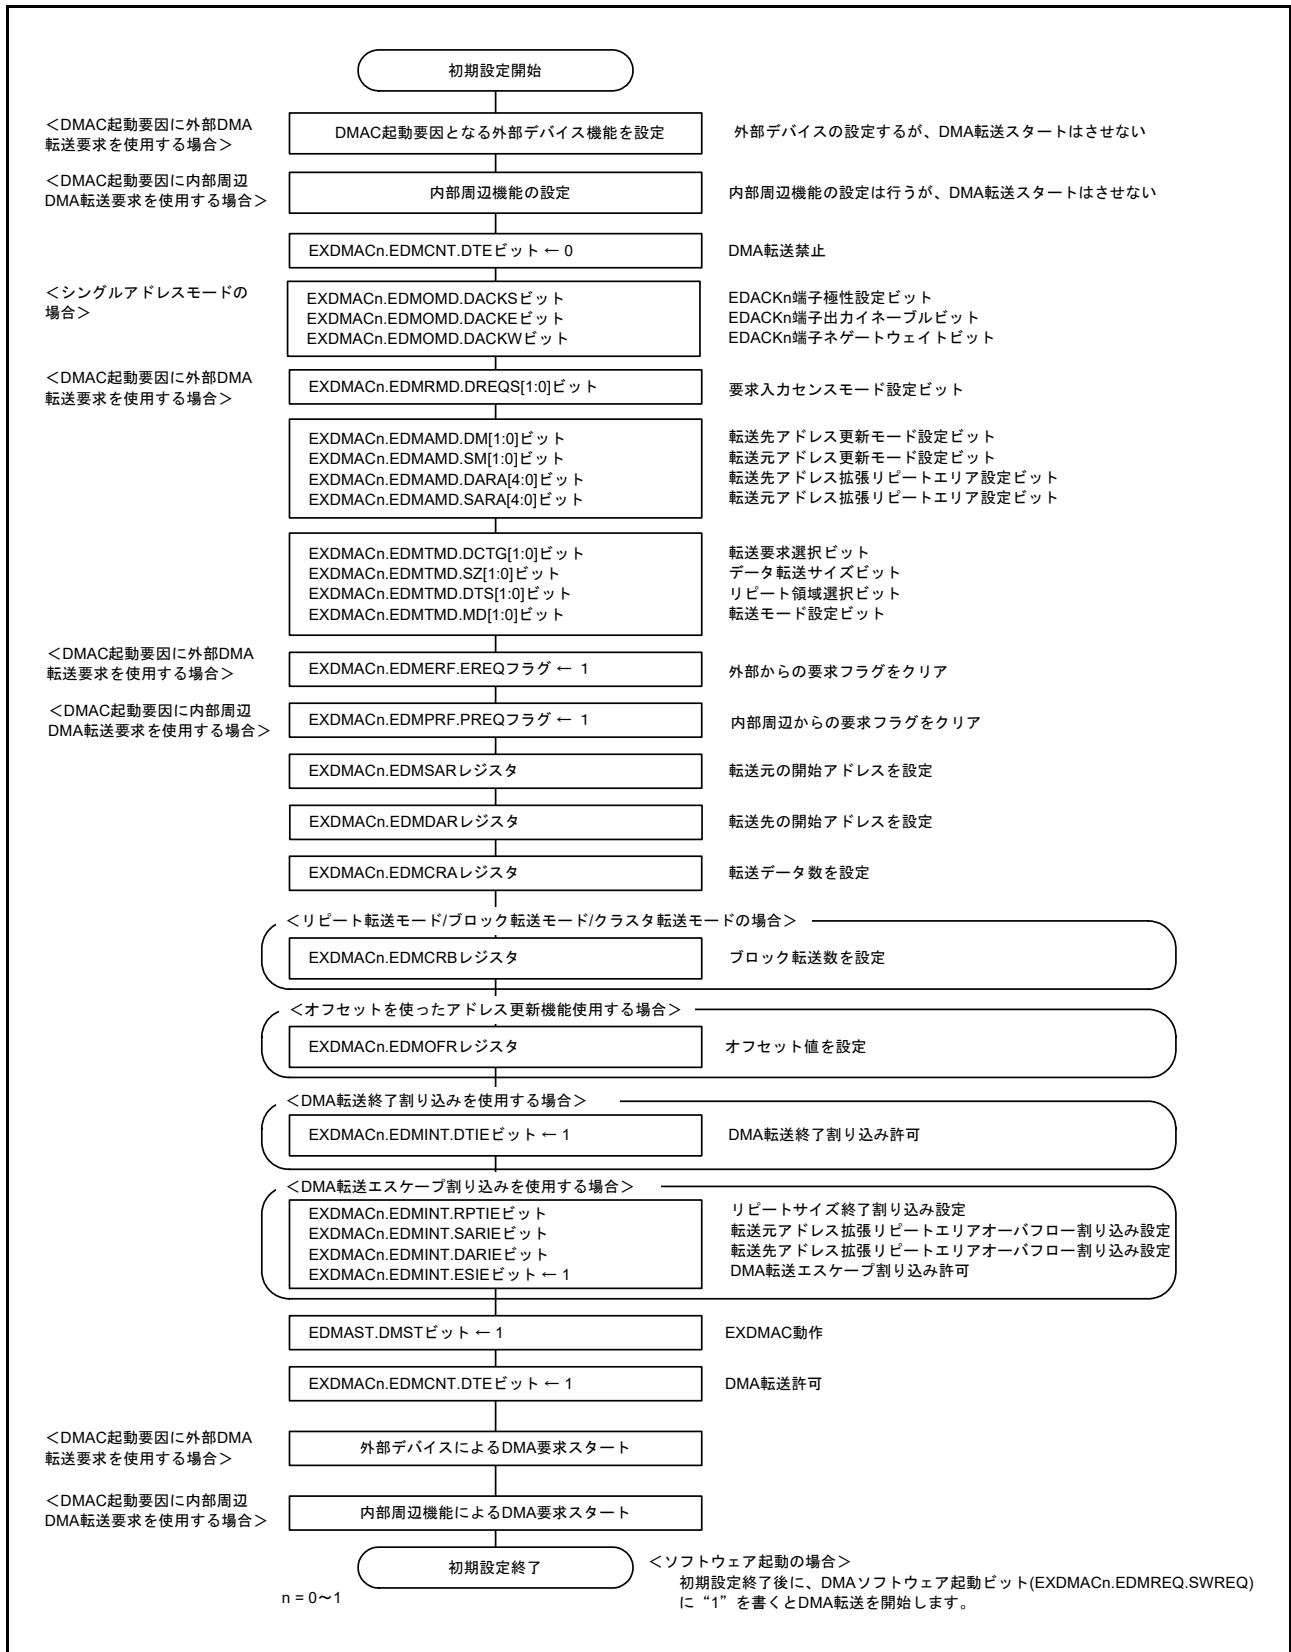 初期設定開始
＜DMAC起動要因に外部DMA
転送要求を使用する場合＞
DMAC起動要因となる外部デバイス機能を設定
外部デバイスの設定するが、DMA転送スタートはさせない
＜DMAC起動要因に内部周辺
DMA転送要求を使用する場合＞
内部周辺機能の設定
内部周辺機能の設定は行うが、DMA転送スタートはさせない
EXDMACn.EDMCNT.DTEビット ← 0
DMA転送禁止
＜シングルアドレスモードの
場合＞
EXDMACn.EDMOMD.DACKSビット
EXDMACn.EDMOMD.DACKEビット
EXDMACn.EDMOMD.DACKWビット
EDACKn端子極性設定ビット
EDACKn端子出力イネーブルビット
EDACKn端子ネゲートウェイトビット
＜DMAC起動要因に外部DMA
転送要求を使用する場合＞
EXDMACn.EDMRMD.DREQS[1:0]ビット
要求入力センスモード設定ビット
EXDMACn.EDMAMD.DM[1:0]ビット
EXDMACn.EDMAMD.SM[1:0]ビット
EXDMACn.EDMAMD.DARA[4:0]ビット
EXDMACn.EDMAMD.SARA[4:0]ビット
転送先アドレス更新モード設定ビット
転送元アドレス更新モード設定ビット
転送先アドレス拡張リピートエリア設定ビット
転送元アドレス拡張リピートエリア設定ビット
EXDMACn.EDMTMD.DCTG[1:0]ビット
EXDMACn.EDMTMD.SZ[1:0]ビット
EXDMACn.EDMTMD.DTS[1:0]ビット
EXDMACn.EDMTMD.MD[1:0]ビット
転送要求選択ビット
データ転送サイズビット
リピート領域選択ビット
転送モード設定ビット
＜DMAC起動要因に外部DMA
転送要求を使用する場合＞
EXDMACn.EDMERF.EREQフラグ ← 1
外部からの要求フラグをクリア
＜DMAC起動要因に内部周辺
DMA転送要求を使用する場合＞
EXDMACn.EDMPRF.PREQフラグ ← 1
内部周辺からの要求フラグをクリア
EXDMACn.EDMSARレジスタ
転送元の開始アドレスを設定
EXDMACn.EDMDARレジスタ
転送先の開始アドレスを設定
EXDMACn.EDMCRAレジスタ
転送データ数を設定
＜リピート転送モード/ブロック転送モード/クラスタ転送モードの場合＞
EXDMACn.EDMCRBレジスタ
ブロック転送数を設定
＜オフセットを使ったアドレス更新機能使用する場合＞
EXDMACn.EDMOFRレジスタ
オフセット値を設定
＜DMA転送終了割り込みを使用する場合＞
EXDMACn.EDMINT.DTIEビット ← 1
DMA転送終了割り込み許可
＜DMA転送エスケープ割り込みを使用する場合＞
EXDMACn.EDMINT.RPTIEビット
EXDMACn.EDMINT.SARIEビット
EXDMACn.EDMINT.DARIEビット
EXDMACn.EDMINT.ESIEビット ← 1
リピートサイズ終了割り込み設定
転送元アドレス拡張リピートエリアオーバフロー割り込み設定
転送先アドレス拡張リピートエリアオーバフロー割り込み設定
DMA転送エスケープ割り込み許可
EDMAST.DMSTビット ← 1
EXDMAC動作
EXDMACn.EDMCNT.DTEビット ← 1
DMA転送許可
＜DMAC起動要因に外部DMA
転送要求を使用する場合＞
外部デバイスによるDMA要求スタート
＜DMAC起動要因に内部周辺
DMA転送要求を使用する場合＞
内部周辺機能によるDMA要求スタート
初期設定終了
n = 0～1
＜ソフトウェア起動の場合＞
初期設定終了後に、DMAソフトウェア起動ビット(EXDMACn.EDMREQ.SWREQ)
に“1”を書くとDMA転送を開始します。